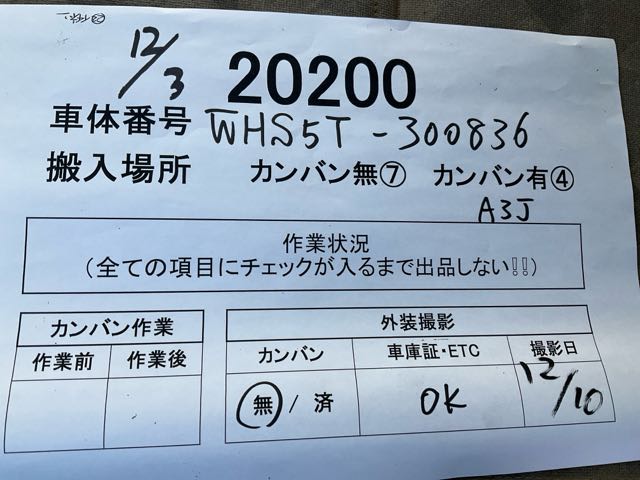 12/3
20200
車体番号 WHS5T-300836
搬入場所 カンバン無⑦ カンバン有④
A3J
作業状況
(全ての項目にチェックが入るまで出品しない!!)
カンバン作業
作業前 作業後
外装撮影
カンバン 車庫証・ETC 撮影日
無 / 済 OK 12/10